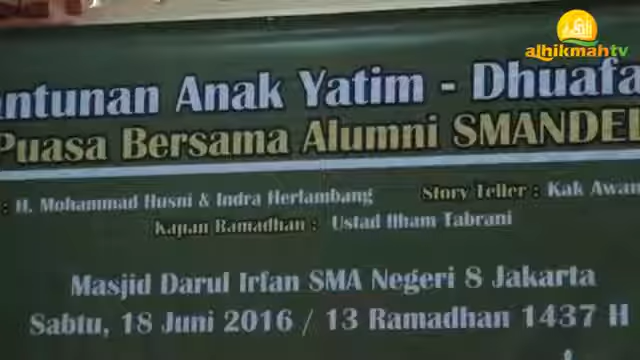 alhikmahtv
antunan Anak Yatim - Dhuafa
Puasa Bersama Alumni SMANDEL
: H. Mohammad Husni & Indra Herlambang Story Teller : Kak Awan
Kajian Ramadhan : Ustad Ilham Tabrani
Masjid Darul Irfan SMA Negeri 8 Jakarta
Sabtu, 18 Juni 2016 / 13 Ramadhan 1437 H